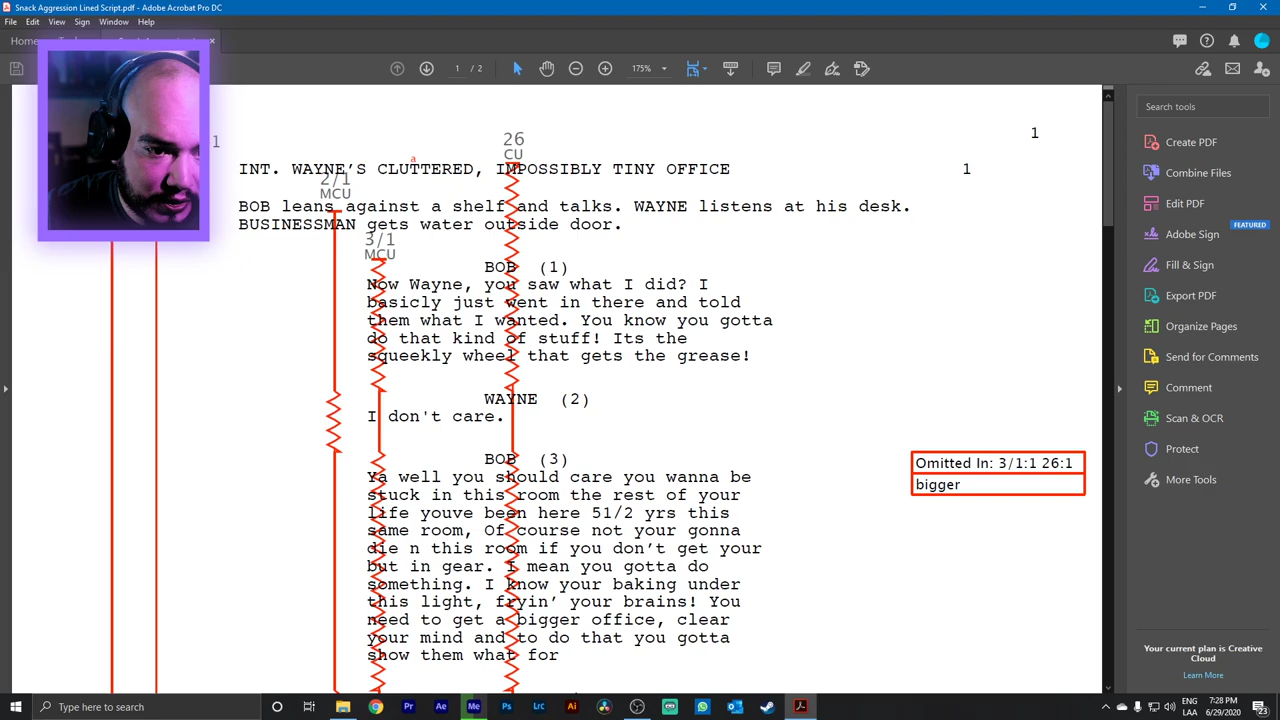 Snack Aggression Lined Script.pdf - Adobe Acrobat Pro DC
File Edit View Sign Window Help
Home
1 / 2
175%
Search tools
Create PDF
Combine Files
Edit PDF
FEATURED
Adobe Sign
Fill & Sign
Export PDF
Organize Pages
Send for Comments
Comment
Scan & OCR
Protect
More Tools
Your current plan is Creative
Cloud
Learn More
1
26
CU
1
a
INT. WAYNE'S CLUTTERED, IMPOSSIBLY TINY OFFICE 1
2/1
MCU
BOB leans against a shelf and talks. WAYNE listens at his desk.
BUSINESSMAN gets water outside door.
3/1
MCU
BOB (1)
Now Wayne, you saw what I did? I
basicly just went in there and told
them what I wanted. You know you gotta
do that kind of stuff! Its the
squeekly wheel that gets the grease!
WAYNE (2)
I don't care.
BOB (3)
Ya well you should care you wanna be
stuck in this room the rest of your
life youve been here 51/2 yrs this
same room, Of course not your gonna
die n this room if you don't get your
but in gear. I mean you gotta do
something. I know your baking under
this light, fryin' your brains! You
need to get a bigger office, clear
your mind and to do that you gotta
show them what for
Omitted In: 3/1:1 26:1
bigger
Type here to search
ENG
LAA
7:28 PM
6/29/2020
23